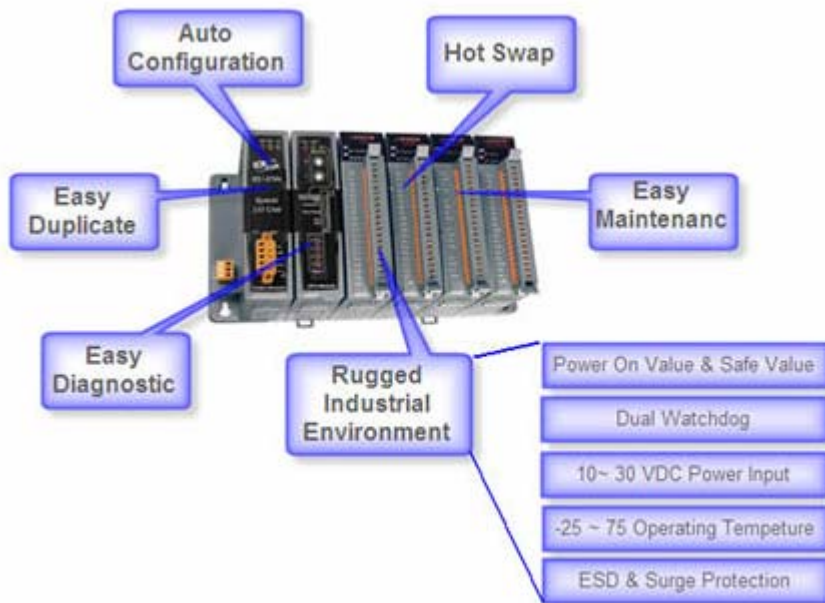 Auto
Configuration
Hot Swap
Easy
Duplicate
Easy
Maintenanc
Easy
Diagnostic
Rugged
Industrial
Environment
Power On Value & Safe Value
Dual Watchdog
10~ 30 VDC Power Input
-25 ~ 75 Operating Tempeture
ESD & Surge Protection